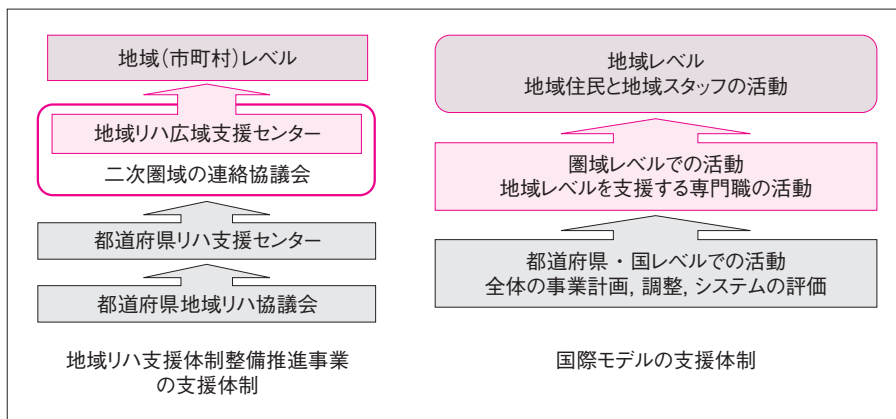 地域（市町村）レベル
地域リハ広域支援センター
二次圏域の連絡協議会
都道府県リハ支援センター
都道府県地域リハ協議会
地域リハ支援体制整備推進事業
の支援体制
地域レベル
地域住民と地域スタッフの活動
圏域レベルでの活動
地域レベルを支援する専門職の活動
都道府県・国レベルでの活動
全体の事業計画, 調整, システムの評価
国際モデルの支援体制